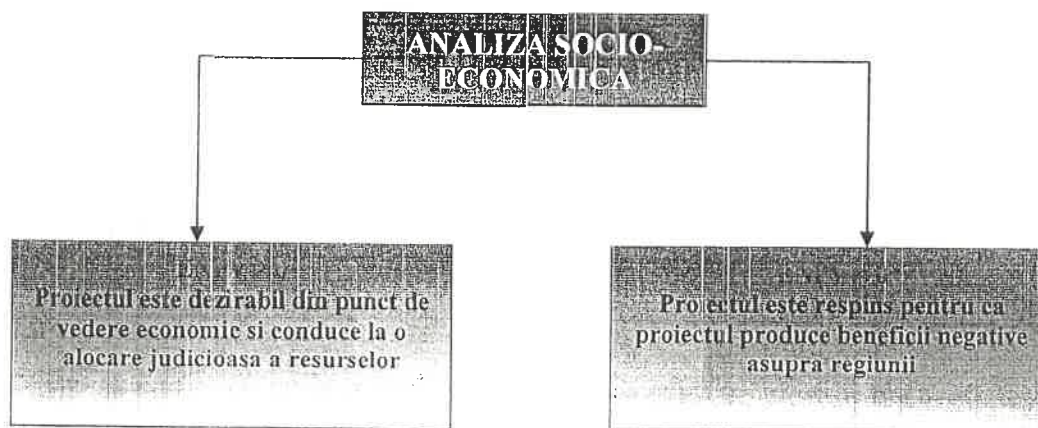 ANALIZA SOCIO-
ECONOMICA
Proiectul este dezirabil din punct de
vedere economic si conduce la o
alocare judicioasa a resurselor
Proiectul este respins pentru ca
proiectul produce beneficii negative
asupra regiunii